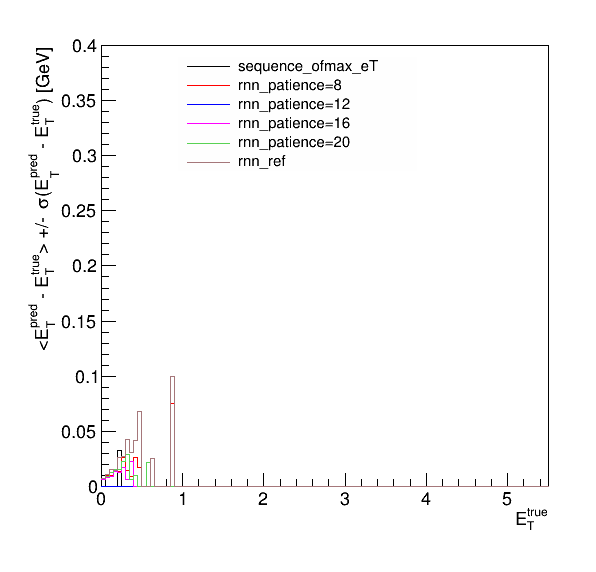 <E_T^pred - E_T^true> +/- σ(E_T^pred - E_T^true) [GeV]
0.4
0.35
0.3
0.25
0.2
0.15
0.1
0.05
0
sequence_ofmax_eT
rnn_patience=8
rnn_patience=12
rnn_patience=16
rnn_patience=20
rnn_ref
0 1 2 3 4 5
E_T^true